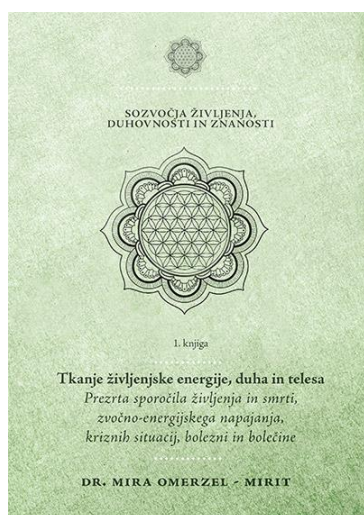 SOZVOČJA ŽIVLJENJA,
DUHOVNOSTI IN ZNANOSTI
1. knjiga
Tkanje življenjske energije, duha in telesa
Prezrta sporočila življenja in smrti,
zvočno-energijskega napajanja,
kriznih situacij, bolezni in bolečine
DR. MIRA OMERZEL - MIRIT